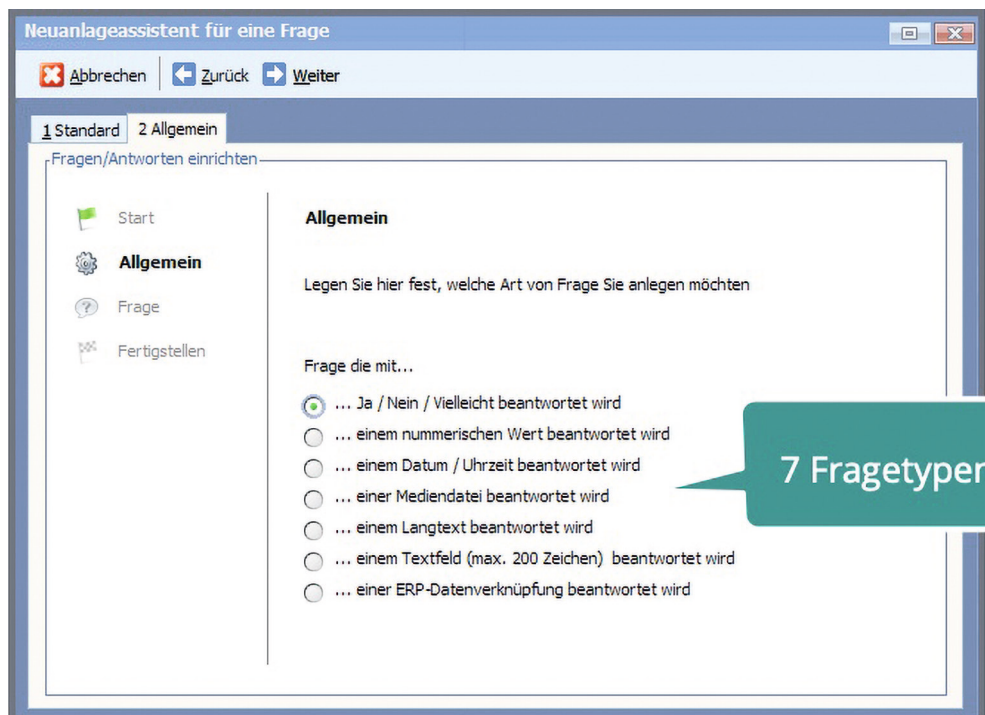 Neuanlageassistent für eine Frage
Abbrechen Zurück Weiter
1 Standard 2 Allgemein
Fragen/Antworten einrichten
Start
Allgemein
Frage
Fertigstellen
Allgemein
Legen Sie hier fest, welche Art von Frage Sie anlegen möchten
Frage die mit...
... Ja / Nein / Vielleicht beantwortet wird
... einem nummerischen Wert beantwortet wird
... einem Datum / Uhrzeit beantwortet wird
... einer Mediendatei beantwortet wird
... einem Langtext beantwortet wird
... einem Textfeld (max. 200 Zeichen) beantwortet wird
... einer ERP-Datenverknüpfung beantwortet wird
7 Fragetypen